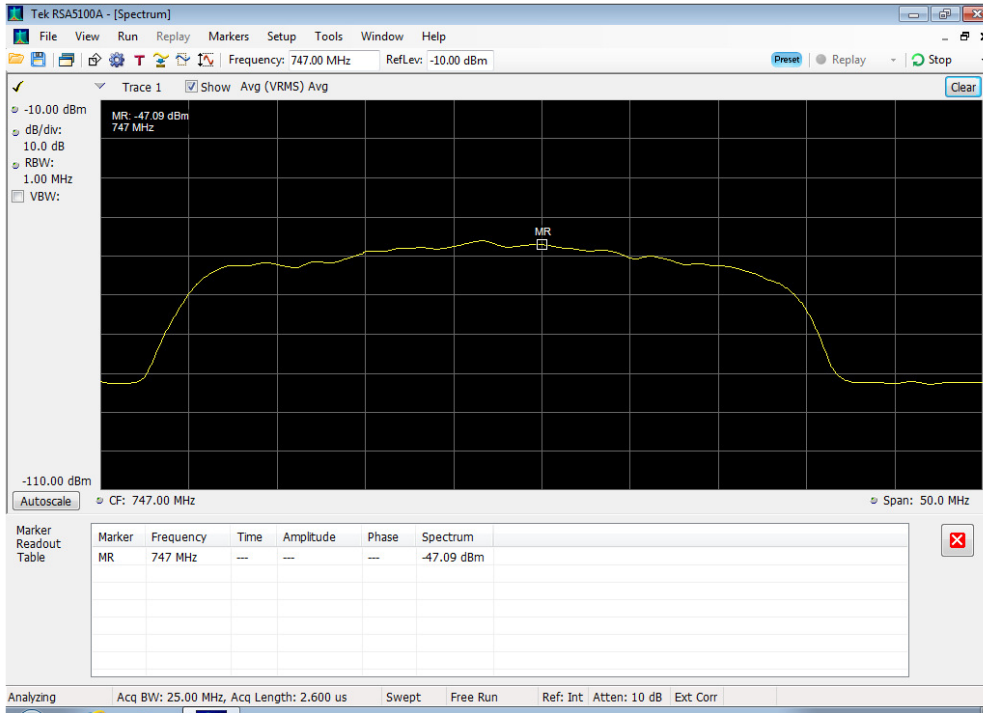 Tek RSA5100A - [Spectrum]
File View Run Replay Markers Setup Tools Window Help
T Frequency: 747.00 MHz RefLev: -10.00 dBm Preset Replay Stop
Trace 1 Show Avg (VRMS) Avg Clear
-10.00 dBm
dB/div:
10.0 dB
RBW:
1.00 MHz
VBW:
MR: -47.09 dBm
747 MHz
MR
-110.00 dBm
Autoscale CF: 747.00 MHz Span: 50.0 MHz
Marker
Readout
Table
Marker Frequency Time Amplitude Phase Spectrum
MR 747 MHz --- --- --- -47.09 dBm
Analyzing Acq BW: 25.00 MHz, Acq Length: 2.600 us Swept Free Run Ref: Int Atten: 10 dB Ext Corr